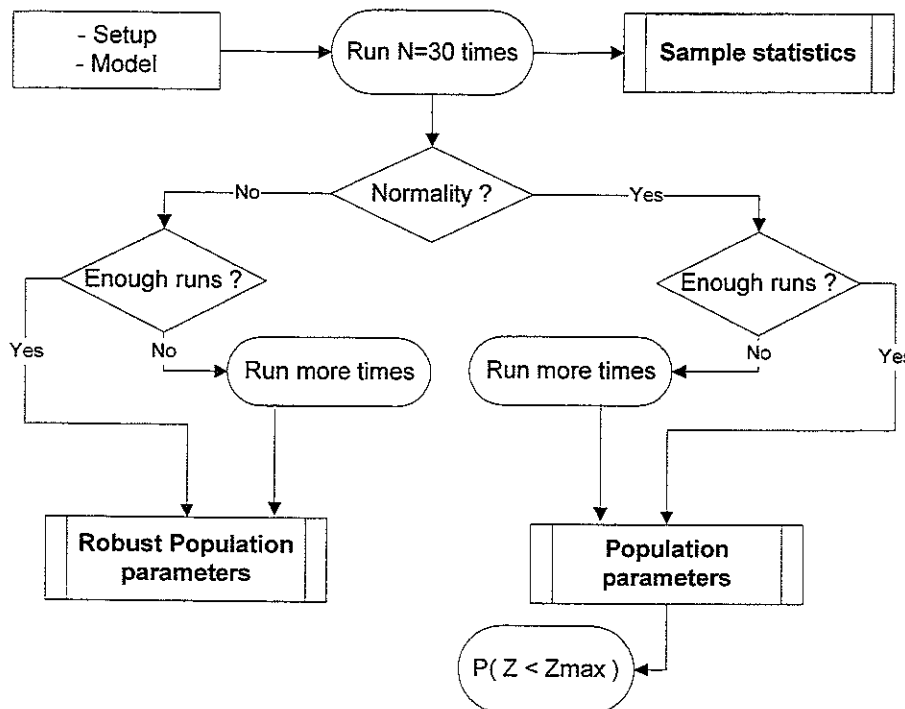 - Setup
- Model
Run N=30 times
Sample statistics
Normality ?
No
Yes
Enough runs ?
Enough runs ?
Yes
No
Run more times
Run more times
No
Yes
Robust Population
parameters
Population
parameters
P( Z < Zmax )